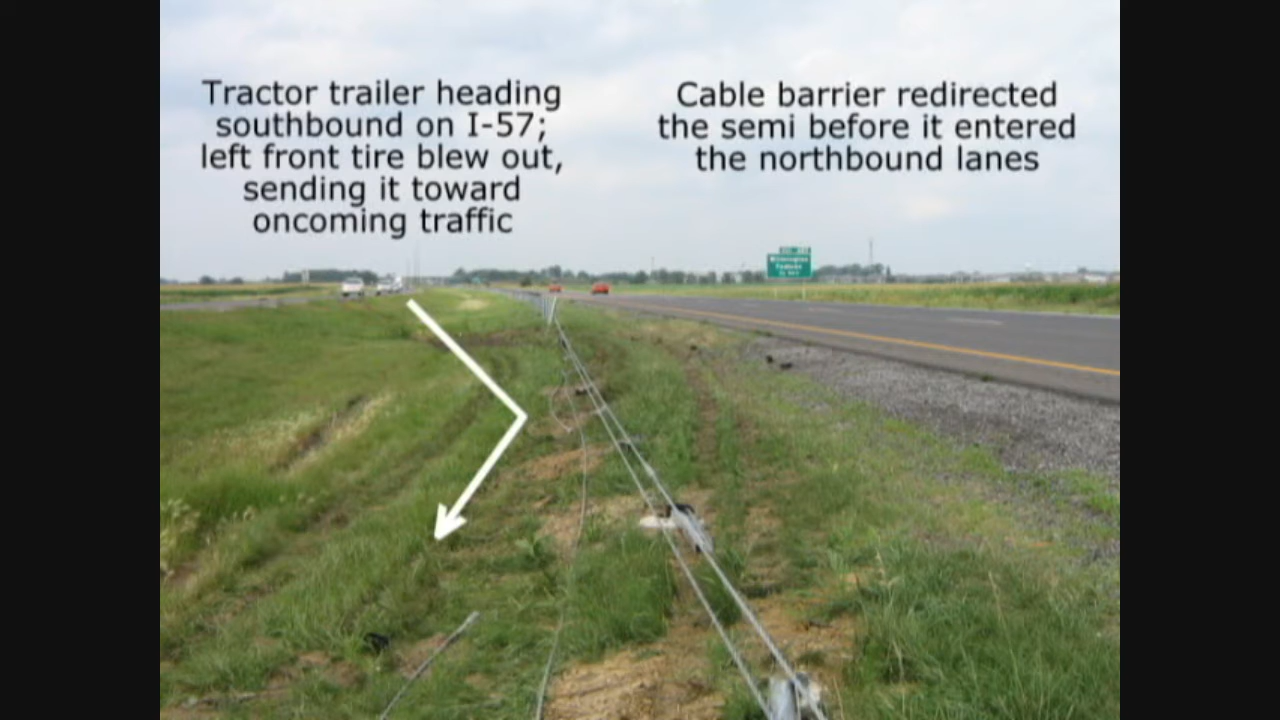 Tractor trailer heading
southbound on I-57;
left front tire blew out,
sending it toward
oncoming traffic
Cable barrier redirected
the semi before it entered
the northbound lanes